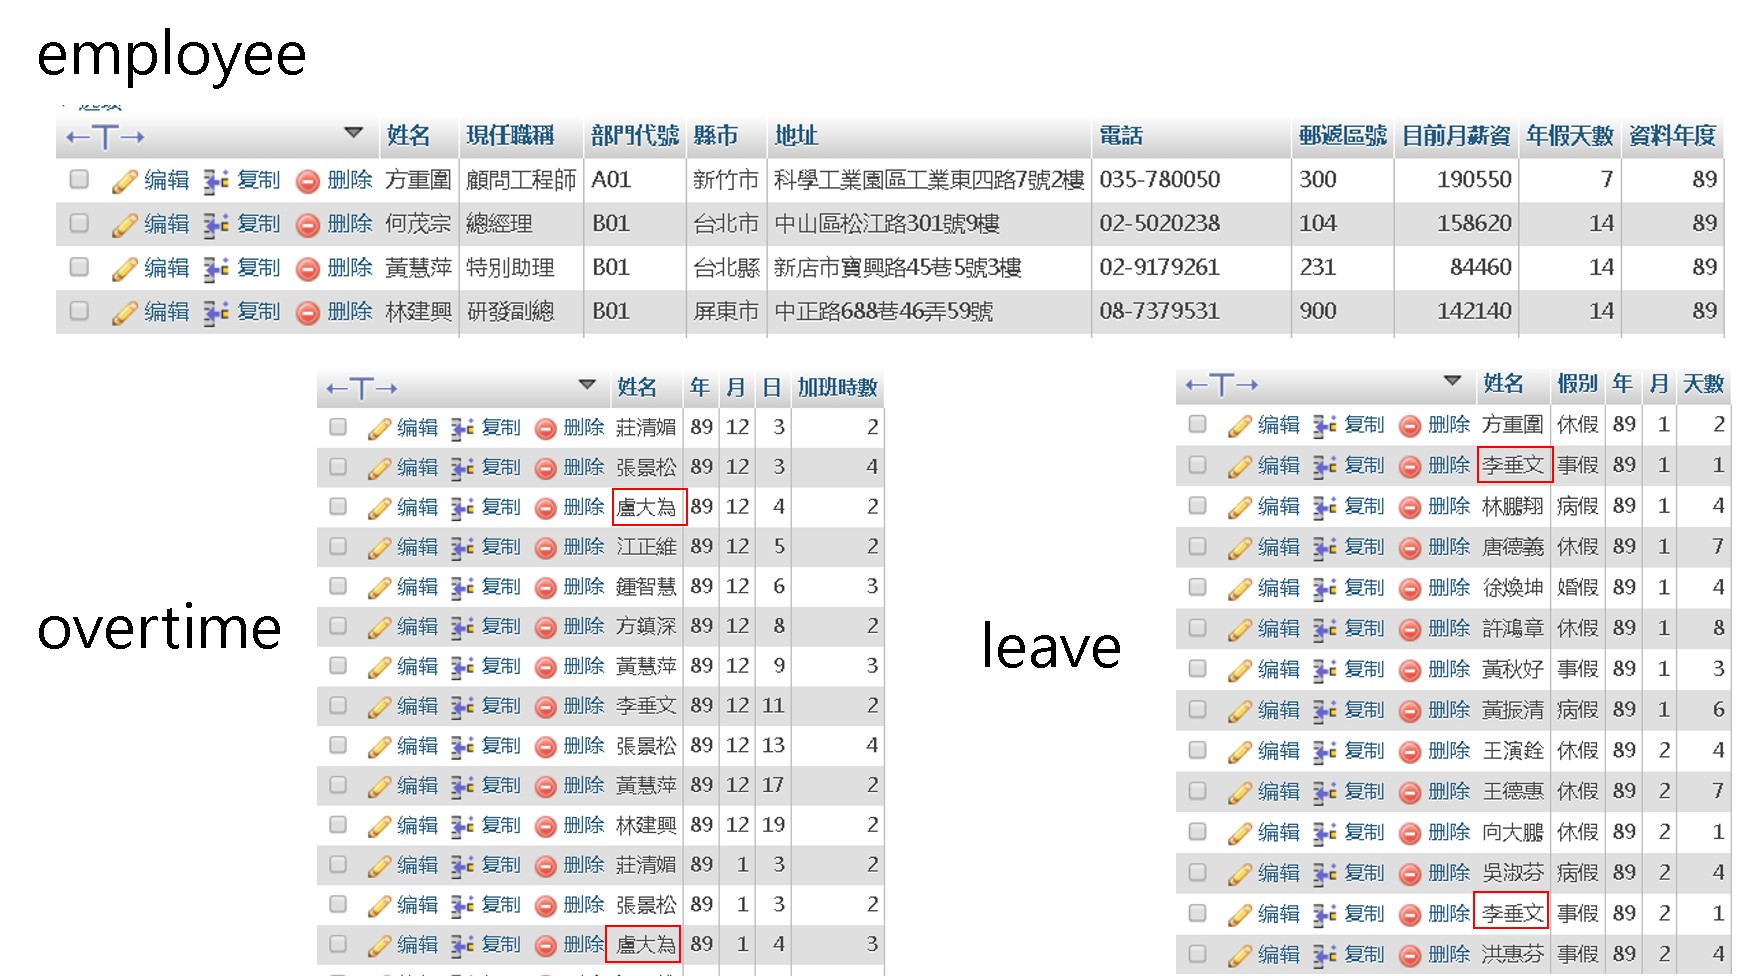 employee
←T→ 姓名 現任職稱 部門代號 縣市 地址 電話 郵遞區號 目前月薪資 年假天數 資料年度
编辑 复制 删除 方重圍 顧問工程師 A01 新竹市 科學工業園區工業東四路7號2樓 035-780050 300 190550 7 89
编辑 复制 删除 何茂宗 總經理 B01 台北市 中山區松江路301號9樓 02-5020238 104 158620 14 89
编辑 复制 删除 黃慧萍 特別助理 B01 台北縣 新店市寶興路45巷5號3樓 02-9179261 231 84460 14 89
编辑 复制 删除 林建興 研發副總 B01 屏東市 中正路688巷46弄59號 08-7379531 900 142140 14 89
overtime
←T→ 姓名 年 月 日 加班時數
编辑 复制 删除 莊清媚 89 12 3 2
编辑 复制 删除 張景松 89 12 3 4
编辑 复制 删除 盧大為 89 12 4 2
编辑 复制 删除 江正維 89 12 5 2
编辑 复制 删除 鍾智慧 89 12 6 3
编辑 复制 删除 方鎮深 89 12 8 2
编辑 复制 删除 黃慧萍 89 12 9 3
编辑 复制 删除 李垂文 89 12 11 2
编辑 复制 删除 張景松 89 12 13 4
编辑 复制 删除 黃慧萍 89 12 17 2
编辑 复制 删除 林建興 89 12 19 2
编辑 复制 删除 莊清媚 89 1 3 2
编辑 复制 删除 張景松 89 1 3 2
编辑 复制 删除 盧大為 89 1 4 3
leave
←T→ 姓名 假別 年 月 天數
编辑 复制 删除 方重圍 休假 89 1 2
编辑 复制 删除 李垂文 事假 89 1 1
编辑 复制 删除 林鵬翔 病假 89 1 4
编辑 复制 删除 唐德義 休假 89 1 7
编辑 复制 删除 徐煥坤 婚假 89 1 4
编辑 复制 删除 許鴻章 休假 89 1 8
编辑 复制 删除 黃秋好 事假 89 1 3
编辑 复制 删除 黃振清 病假 89 1 6
编辑 复制 删除 王演銓 休假 89 2 4
编辑 复制 删除 王德惠 休假 89 2 7
编辑 复制 删除 向大鵬 休假 89 2 1
编辑 复制 删除 吳淑芬 病假 89 2 4
编辑 复制 删除 李垂文 事假 89 2 1
编辑 复制 删除 洪惠芬 事假 89 2 4